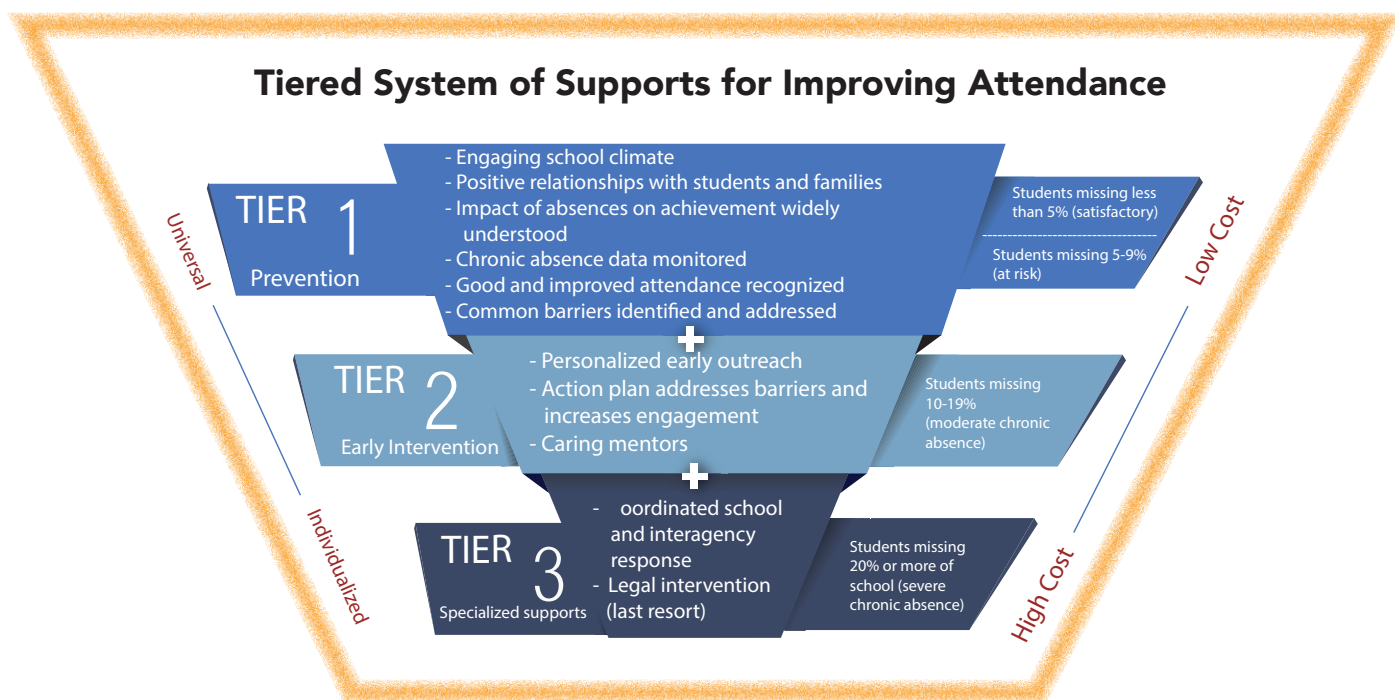 Tiered System of Supports for Improving Attendance
Universal
Individualized
TIER 1
Prevention
- Engaging school climate
- Positive relationships with students and families
- Impact of absences on achievement widely
understood
- Chronic absence data monitored
- Good and improved attendance recognized
- Common barriers identified and addressed
Students missing less
than 5% (satisfactory)
Students missing 5-9%
(at risk)
+
TIER 2
Early Intervention
- Personalized early outreach
- Action plan addresses barriers and
increases engagement
- Caring mentors
Students missing
10-19%
(moderate chronic
absence)
+
TIER 3
Specialized supports
- oordinated school
and interagency
response
- Legal intervention
(last resort)
Students missing
20% or more of
school (severe
chronic absence)
Low Cost
High Cost